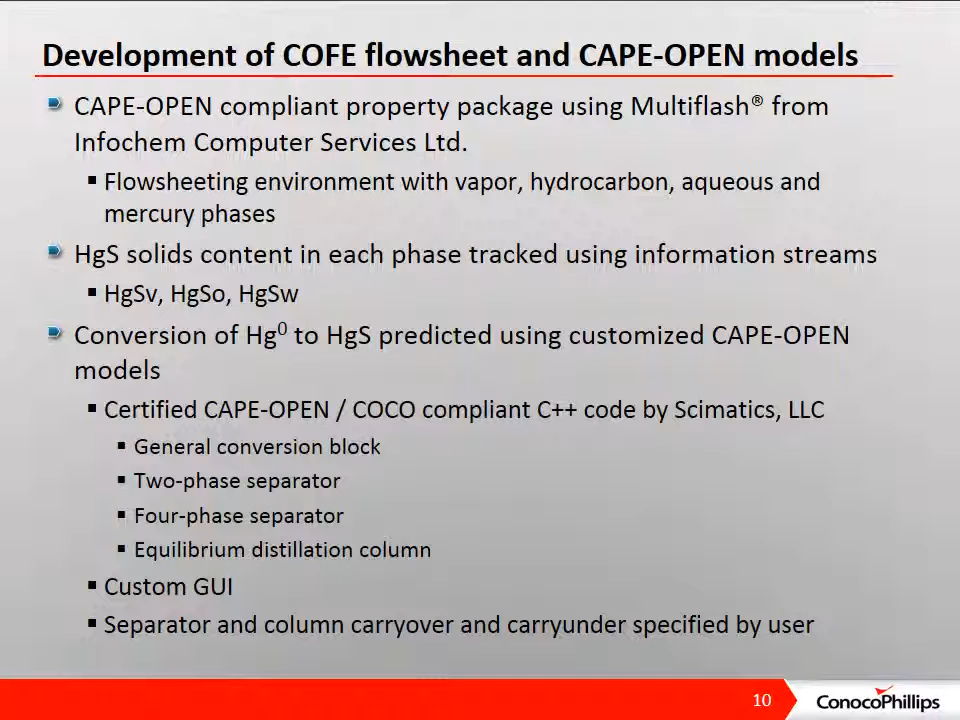 Development of COFE flowsheet and CAPE-OPEN models
CAPE-OPEN compliant property package using Multiflash® from
Infochem Computer Services Ltd.
Flowsheeting environment with vapor, hydrocarbon, aqueous and
mercury phases
HgS solids content in each phase tracked using information streams
HgSv, HgSo, HgSw
Conversion of Hg⁰ to HgS predicted using customized CAPE-OPEN
models
Certified CAPE-OPEN / COCO compliant C++ code by Scimatics, LLC
General conversion block
Two-phase separator
Four-phase separator
Equilibrium distillation column
Custom GUI
Separator and column carryover and carryunder specified by user
10
ConocoPhillips